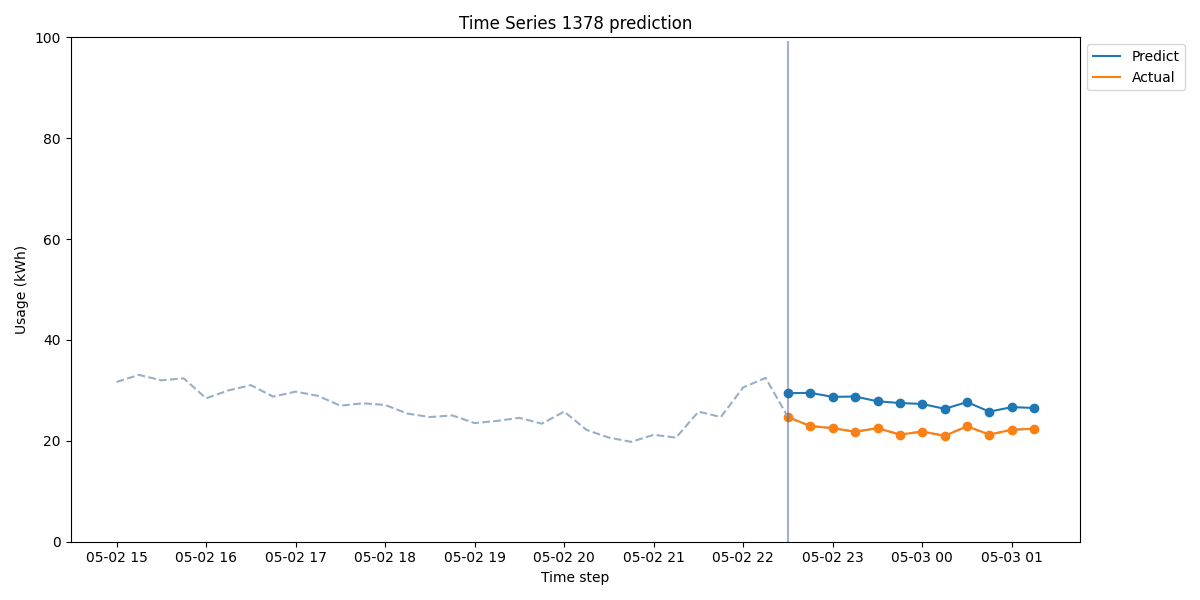 Time Series 1378 prediction
Predict
Actual
Usage (kWh)
100
80
60
40
20
0
05-02 15 05-02 16 05-02 17 05-02 18 05-02 19 05-02 20 05-02 21 05-02 22 05-02 23 05-03 00 05-03 01
Time step